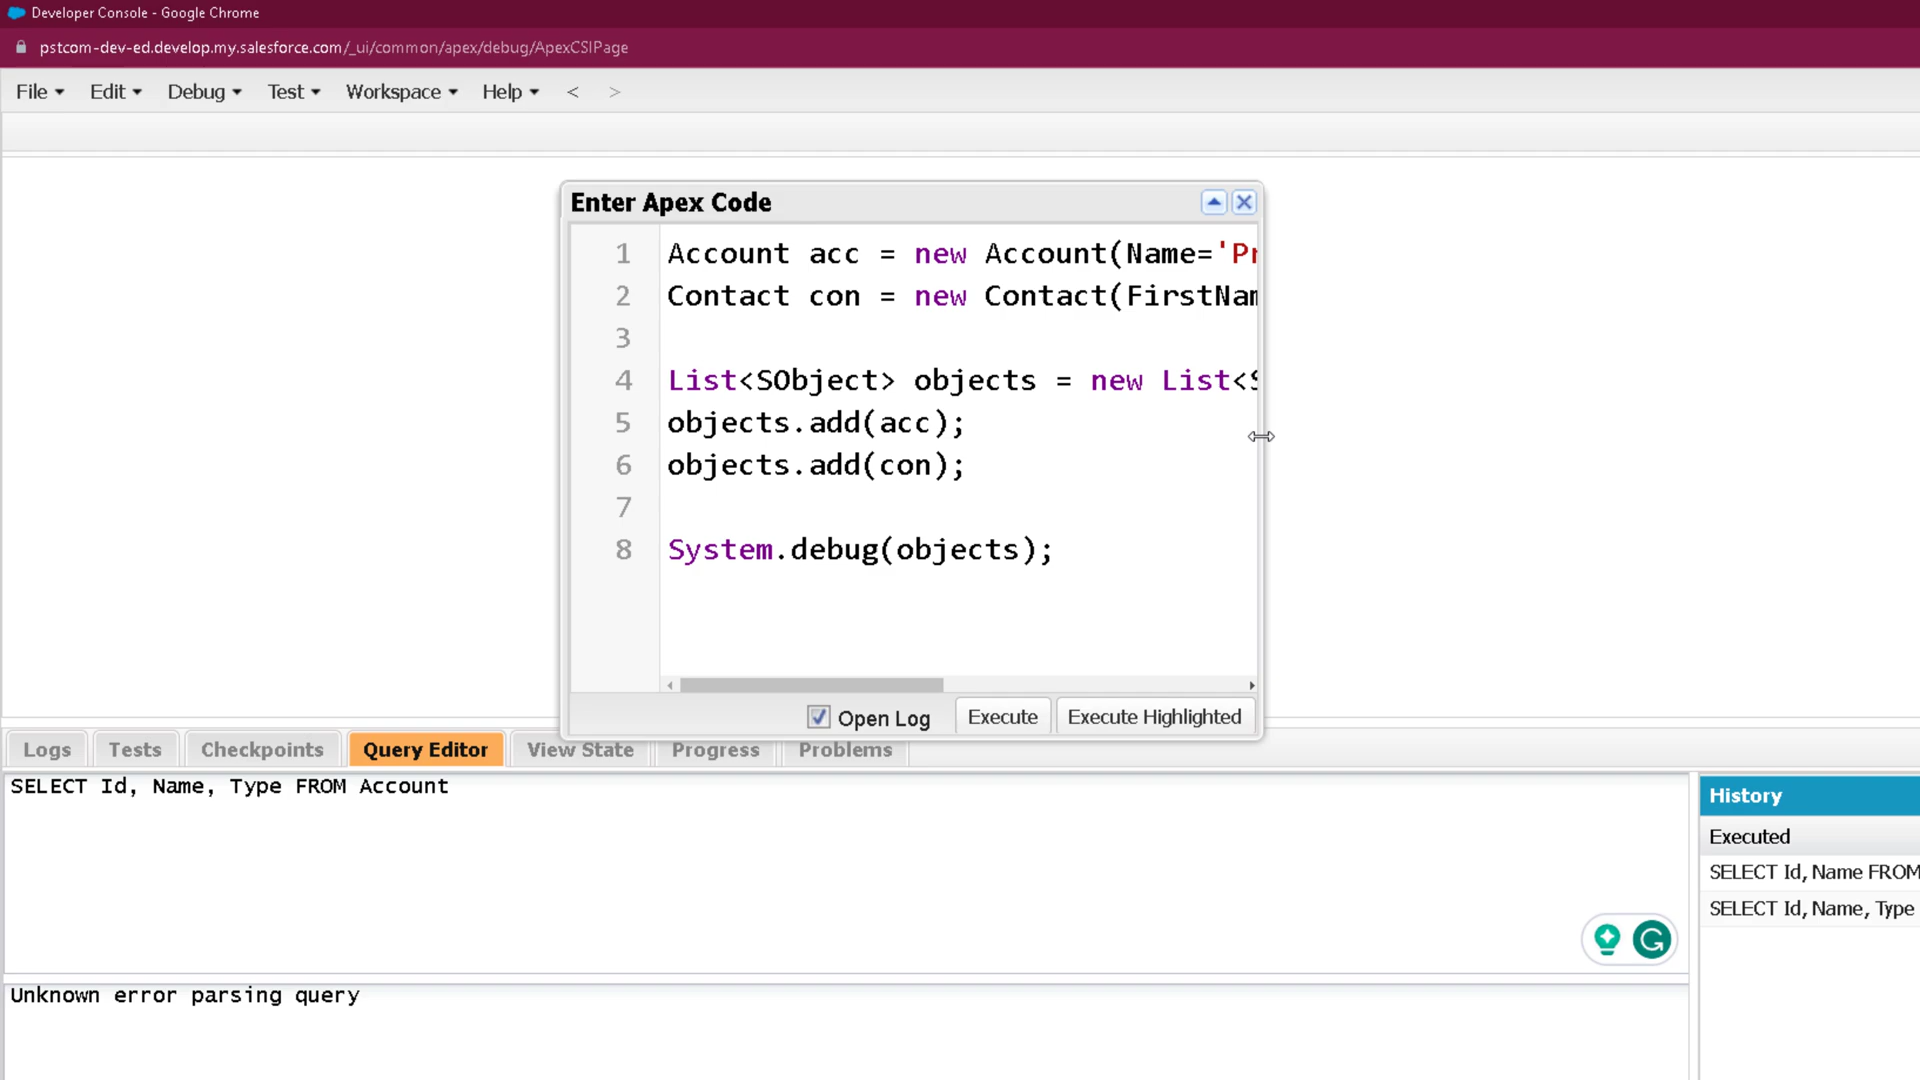 Developer Console - Google Chrome
pstcom-dev-ed.develop.my.salesforce.com/_ui/common/apex/debug/ApexCSIPage
File Edit Debug Test Workspace Help < >
Enter Apex Code
1 Account acc = new Account(Name='Pr
2 Contact con = new Contact(FirstNam
3
4 List<SObject> objects = new List<S
5 objects.add(acc);
6 objects.add(con);
7
8 System.debug(objects);
Open Log Execute Execute Highlighted
Logs Tests Checkpoints Query Editor View State Progress Problems
SELECT Id, Name, Type FROM Account
History
Executed
SELECT Id, Name FROM
SELECT Id, Name, Type
Unknown error parsing query